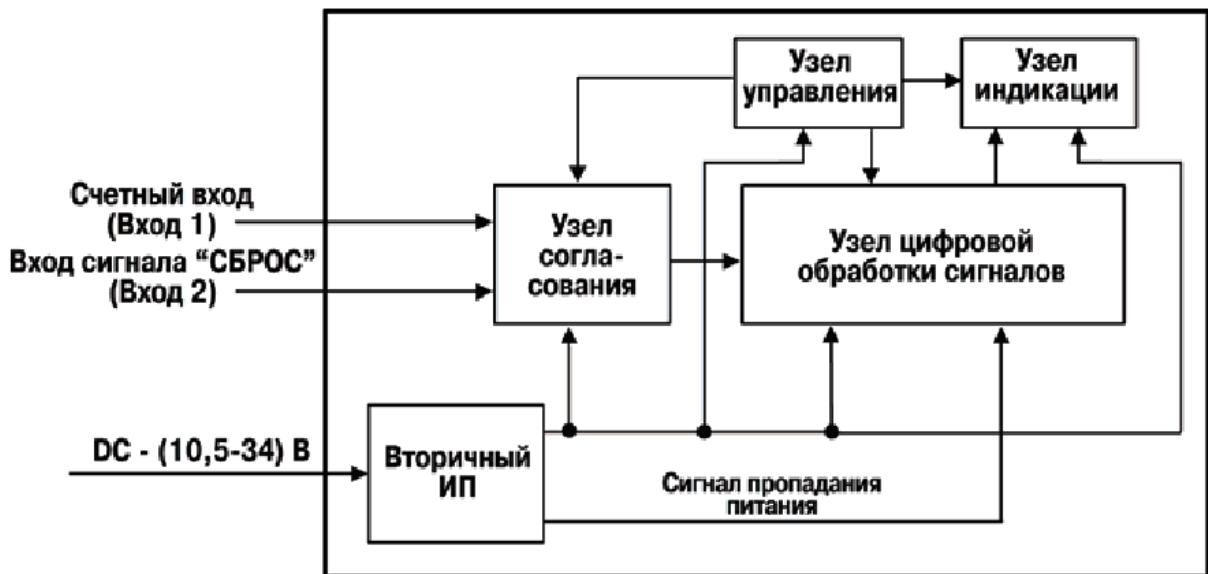 Узел
управления
Узел
индикации
Счетный вход
(Вход 1)
Вход сигнала “СБРОС”
(Вход 2)
Узел
согла-
сования
Узел цифровой
обработки сигналов
DC - (10,5-34) В
Вторичный
ИП
Сигнал пропадания
питания